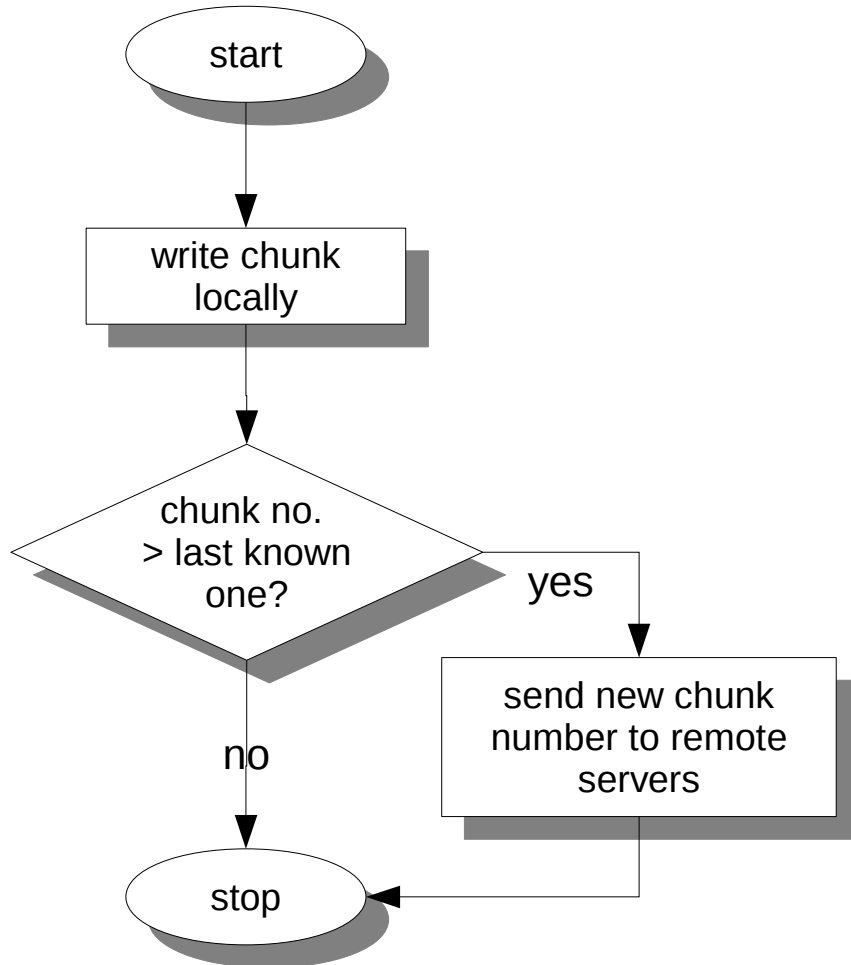 start
write chunk
locally
chunk no.
> last known
one?
yes
send new chunk
number to remote
servers
no
stop